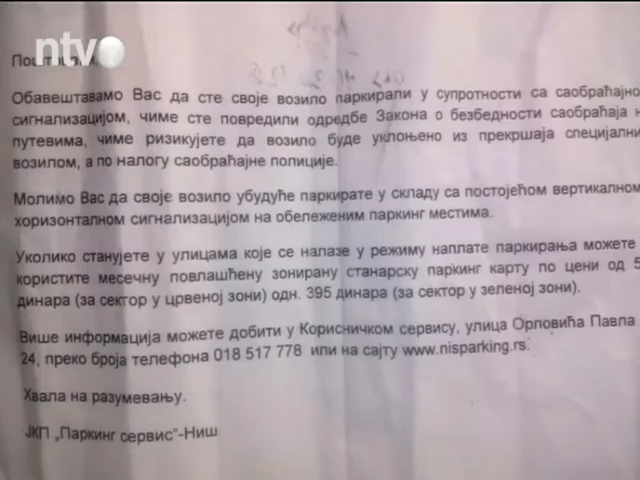 ntv
Обавештавамо Вас да сте своје возило паркирали у супротности са саобраћајно
сигнализацијом, чиме сте повредили одредбе Закона о безбедности саобраћаја н
путевима, чиме ризикујете да возило буде уклоњено из прекршаја специјални
возилом, а по налогу саобраћајне полиције.
Молимо Вас да своје возило убудуће паркирате у складу са постојећом вертикалном
хоризонталном сигнализацијом на обележеним паркинг местима.
Уколико станујете у улицама које се налазе у режиму наплате паркирања можете
користите месечну повлашћену зонирану станарску паркинг карту по цени од 5
динара (за сектор у црвеној зони) одн. 395 динара (за сектор у зеленој зони).
Више информација можете добити у Корисничком сервису, улица Орловића Павла
24, преко броја телефона 018 517 778 или на сајту www.nisparking.rs.
Хвала на разумевању.
ЈКП „Паркинг сервис"-Ниш